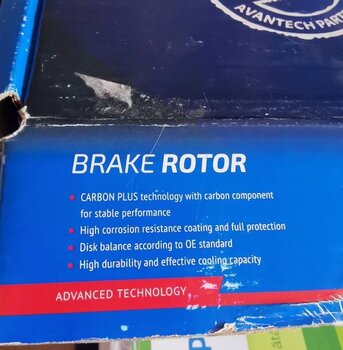 AVANTECH PART
BRAKE ROTOR
• CARBON PLUS technology with carbon component
for stable performance
• High corrosion resistance coating and full protection
• Disk balance according to OE standard
• High durability and effective cooling capacity
ADVANCED TECHNOLOGY